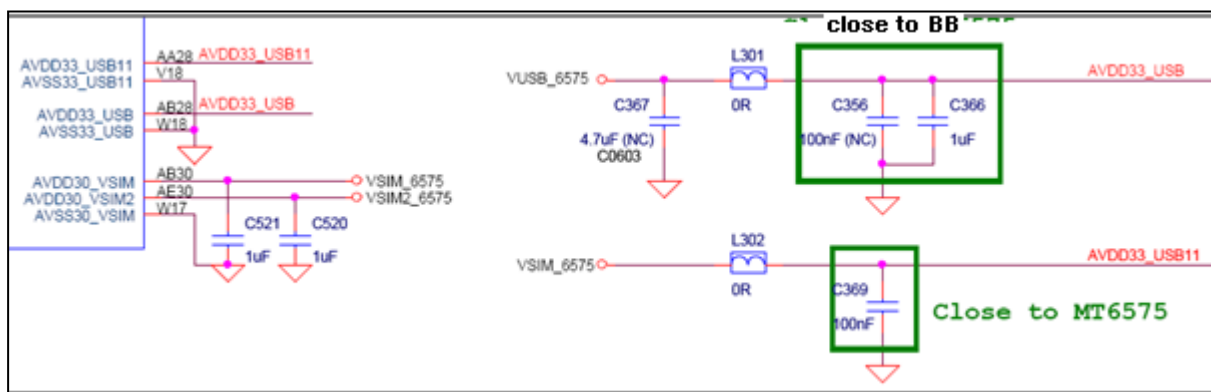 close to BB
AVDD33_USB11 AA28 AVDD33_USB11
AVSS33_USB11 V18
AVDD33_USB AB28 AVDD33_USB
AVSS33_USB W18
AVDD30_VSIM AB30 VSIM_6575
AVDD30_VSIM2 AE30 VSIM2_6575
AVSS30_VSIM W17
C521
1uF
C520
1uF
VUSB_6575
L301
0R
AVDD33_USB
C367
4.7uF (NC)
C0603
C356
100nF (NC)
C366
1uF
VSIM_6575
L302
0R
AVDD33_USB11
C369
100nF
Close to MT6575